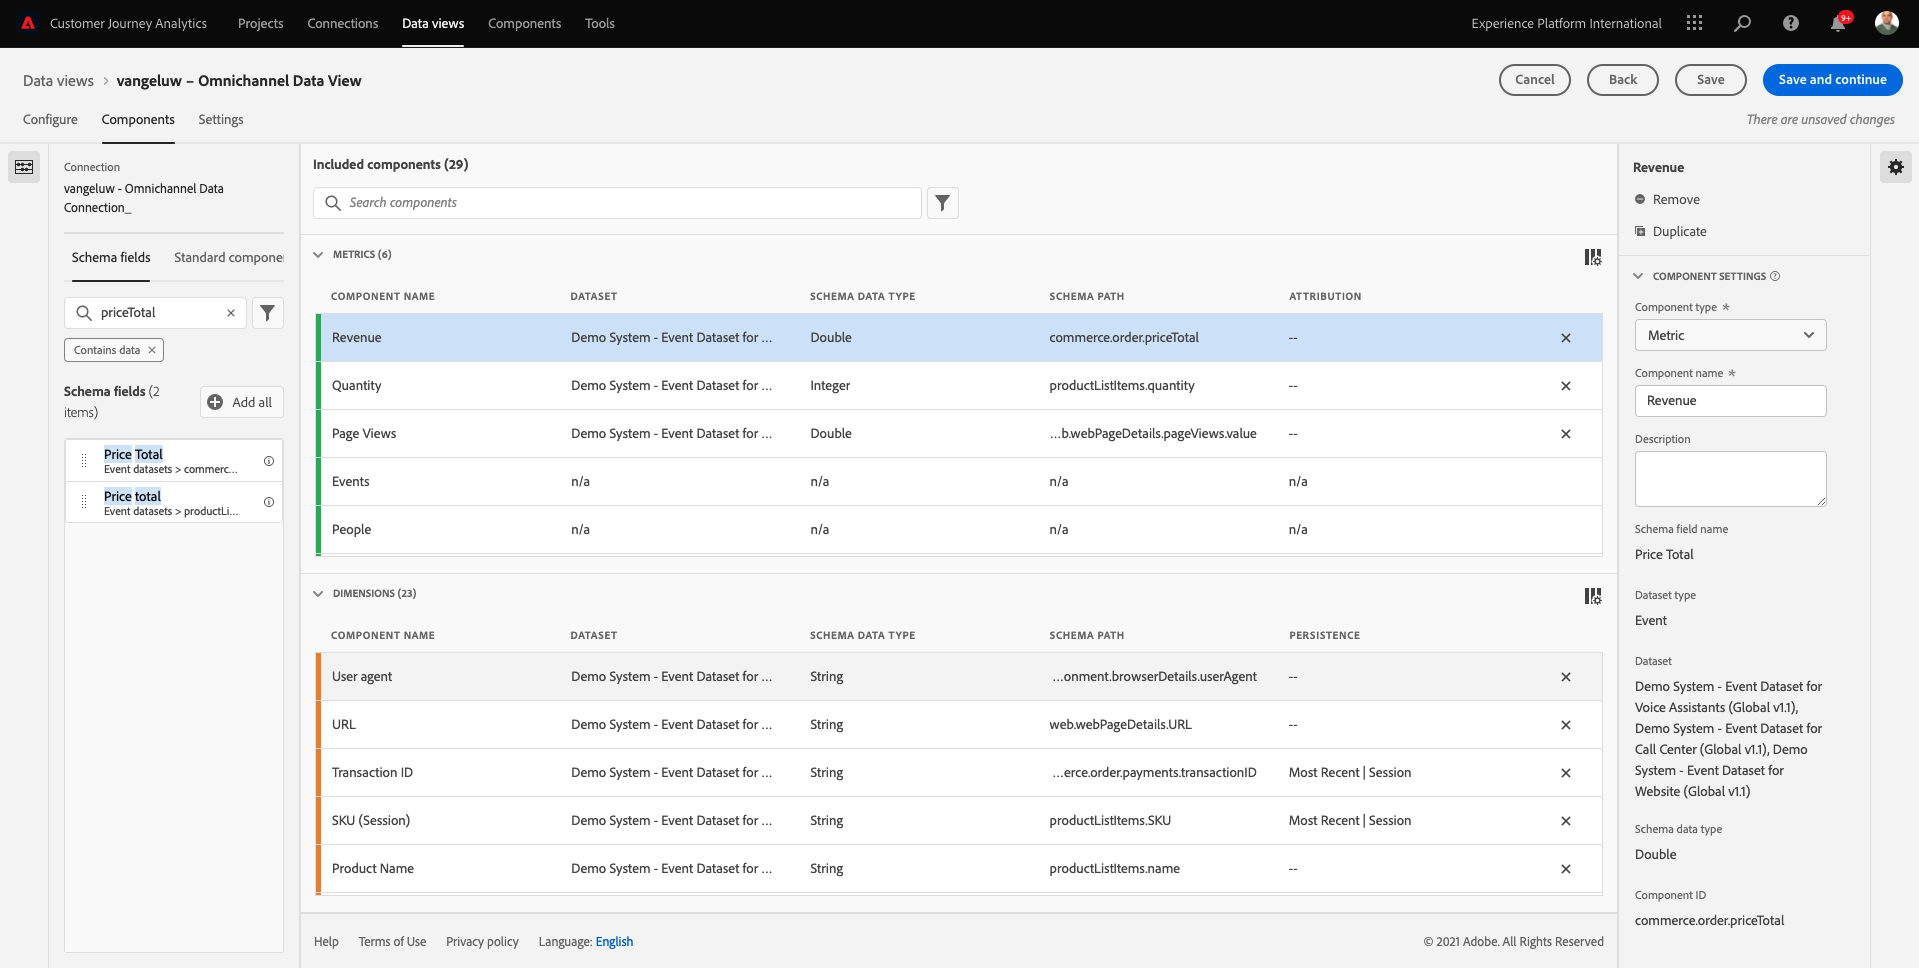 Customer Journey Analytics Projects Connections Data views Components Tools Experience Platform International 9+
Data views > vangeluw – Omnichannel Data View Cancel Back Save Save and continue
Configure Components Settings There are unsaved changes
Connection
vangeluw - Omnichannel Data
Connection_
Schema fields Standard compone
priceTotal
Contains data
Schema fields (2
items)
Add all
Price Total
Event datasets > commerc...
Price total
Event datasets > productLi...
Included components (29)
Search components
METRICS (6)
COMPONENT NAME DATASET SCHEMA DATA TYPE SCHEMA PATH ATTRIBUTION
Revenue Demo System - Event Dataset for ... Double commerce.order.priceTotal --
Quantity Demo System - Event Dataset for ... Integer productListItems.quantity --
Page Views Demo System - Event Dataset for ... Double ...b.webPageDetails.pageViews.value --
Events n/a n/a n/a n/a
People n/a n/a n/a n/a
DIMENSIONS (23)
COMPONENT NAME DATASET SCHEMA DATA TYPE SCHEMA PATH PERSISTENCE
User agent Demo System - Event Dataset for ... String ...onment.browserDetails.userAgent --
URL Demo System - Event Dataset for ... String web.webPageDetails.URL --
Transaction ID Demo System - Event Dataset for ... String ...erce.order.payments.transactionID Most Recent | Session
SKU (Session) Demo System - Event Dataset for ... String productListItems.SKU Most Recent | Session
Product Name Demo System - Event Dataset for ... String productListItems.name --
Help Terms of Use Privacy policy Language: English © 2021 Adobe. All Rights Reserved
Revenue
Remove
Duplicate
COMPONENT SETTINGS
Component type *
Metric
Component name *
Revenue
Description
Schema field name
Price Total
Dataset type
Event
Dataset
Demo System - Event Dataset for
Voice Assistants (Global v1.1),
Demo System - Event Dataset for
Call Center (Global v1.1), Demo
System - Event Dataset for
Website (Global v1.1)
Schema data type
Double
Component ID
commerce.order.priceTotal